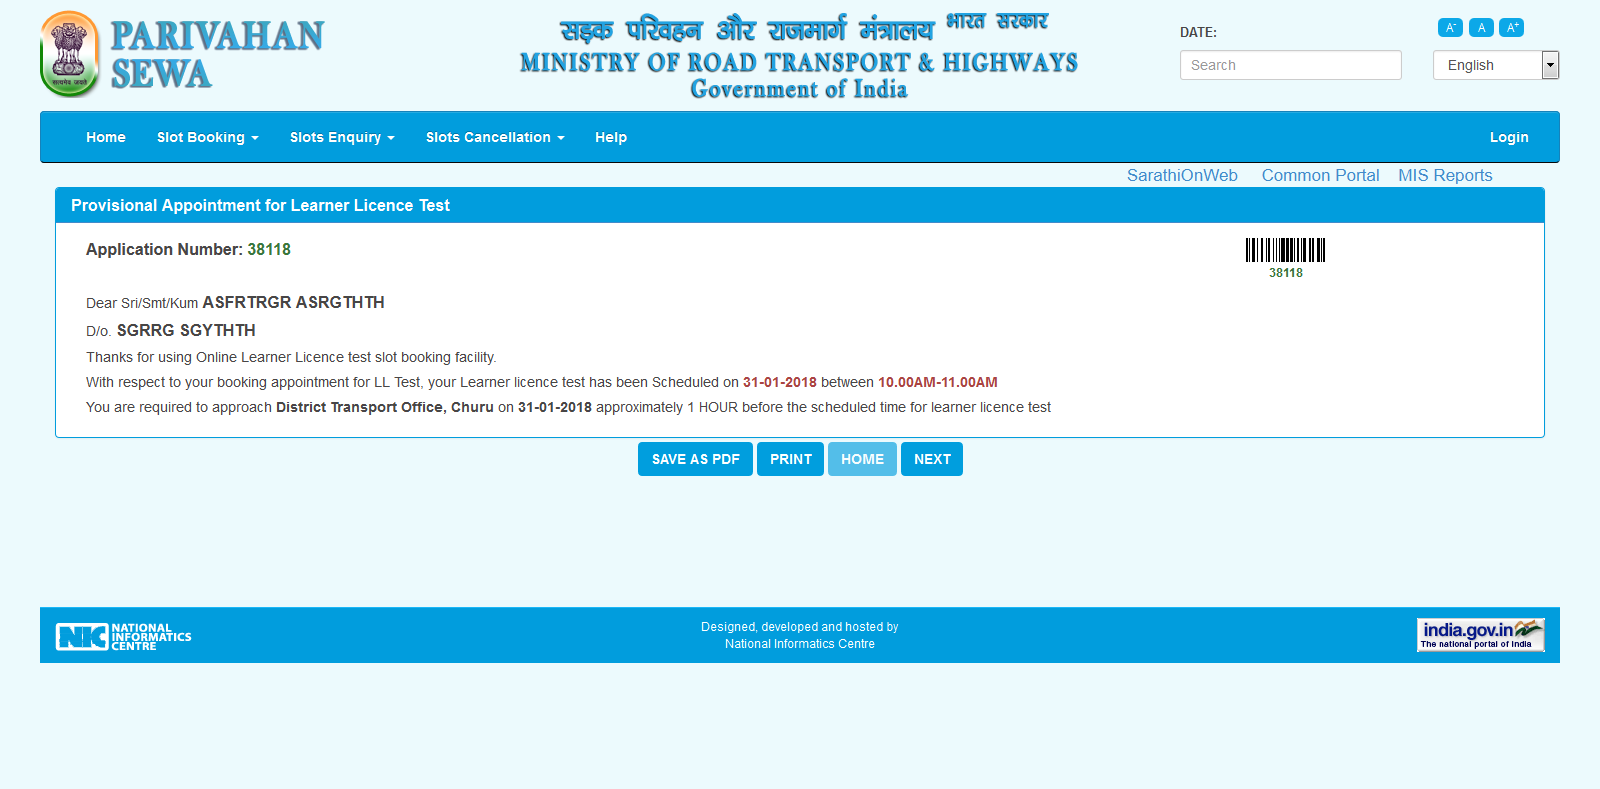 PARIVAHAN
SEWA
सत्यमेव जयते
सड़क परिवहन और राजमार्ग मंत्रालय भारत सरकार
MINISTRY OF ROAD TRANSPORT & HIGHWAYS
Government of India
DATE:
A- A A+
Search
English
Home Slot Booking Slots Enquiry Slots Cancellation Help Login
SarathiOnWeb Common Portal MIS Reports
Provisional Appointment for Learner Licence Test
Application Number: 38118
38118
Dear Sri/Smt/Kum ASFRTRGR ASRGTHTH
D/o. SGRRG SGYTHTH
Thanks for using Online Learner Licence test slot booking facility.
With respect to your booking appointment for LL Test, your Learner licence test has been Scheduled on 31-01-2018 between 10.00AM-11.00AM
You are required to approach District Transport Office, Churu on 31-01-2018 approximately 1 HOUR before the scheduled time for learner licence test
SAVE AS PDF PRINT HOME NEXT
NIC NATIONAL
INFORMATICS
CENTRE
Designed, developed and hosted by
National Informatics Centre
india.gov.in
The national portal of India